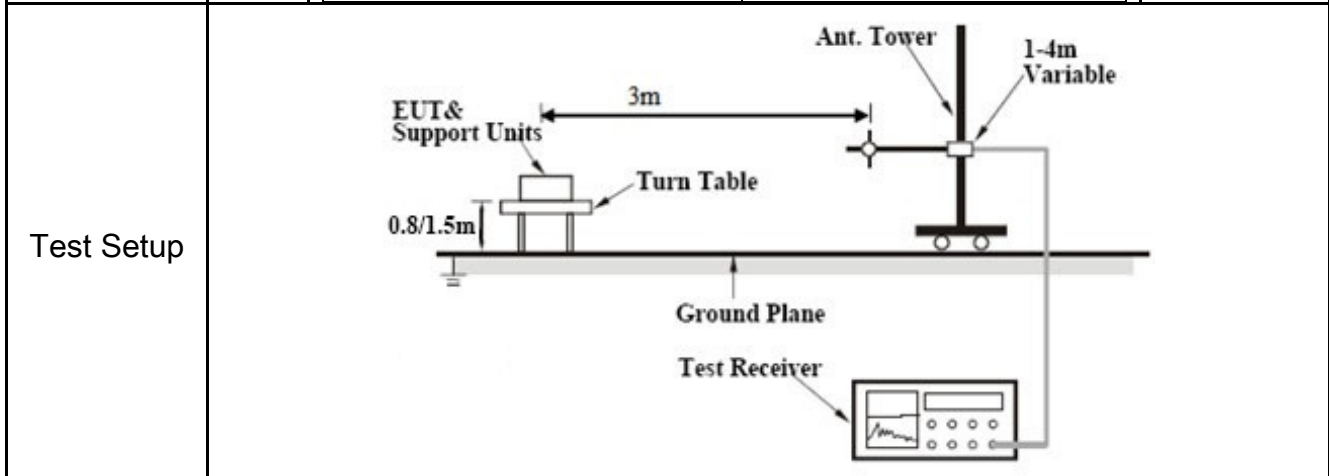 Test Setup
Ant. Tower
1-4m
Variable
3m
EUT&
Support Units
Turn Table
0.8/1.5m
Ground Plane
Test Receiver